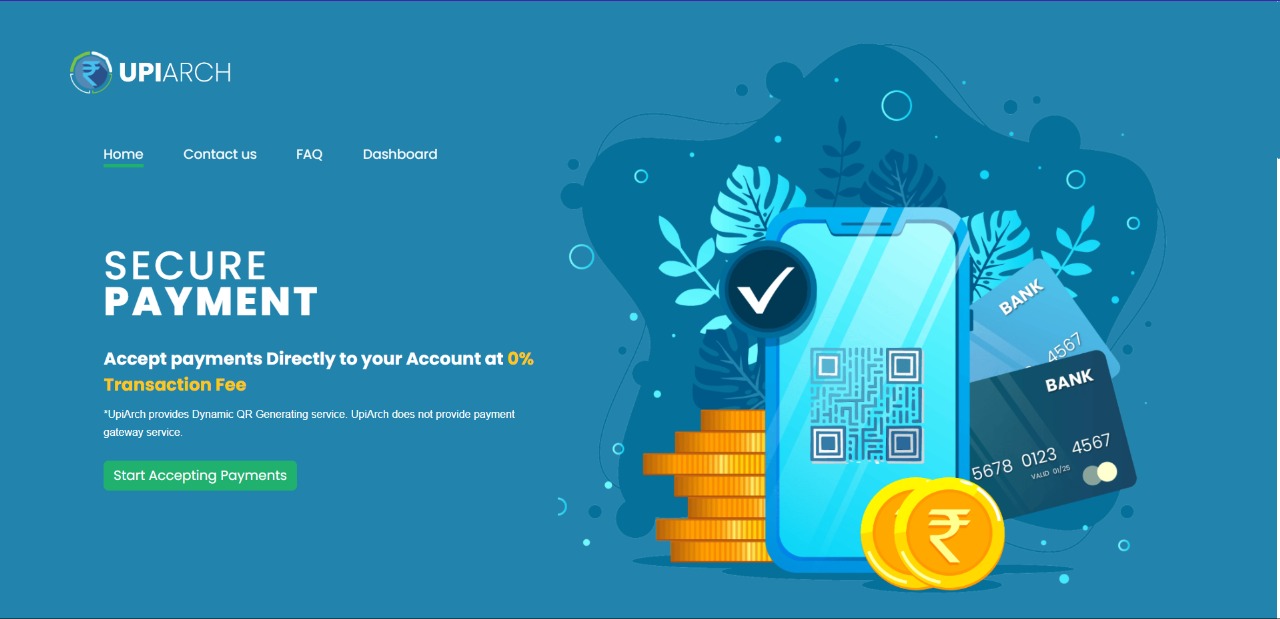 UPIARCH
Home Contact us FAQ Dashboard
SECURE
PAYMENT
Accept payments Directly to your Account at 0%
Transaction Fee
*UpiArch provides Dynamic QR Generating service. UpiArch does not provide payment
gateway service.
Start Accepting Payments
BANK
4567
BANK
5678 0123 4567
VALID 01/25